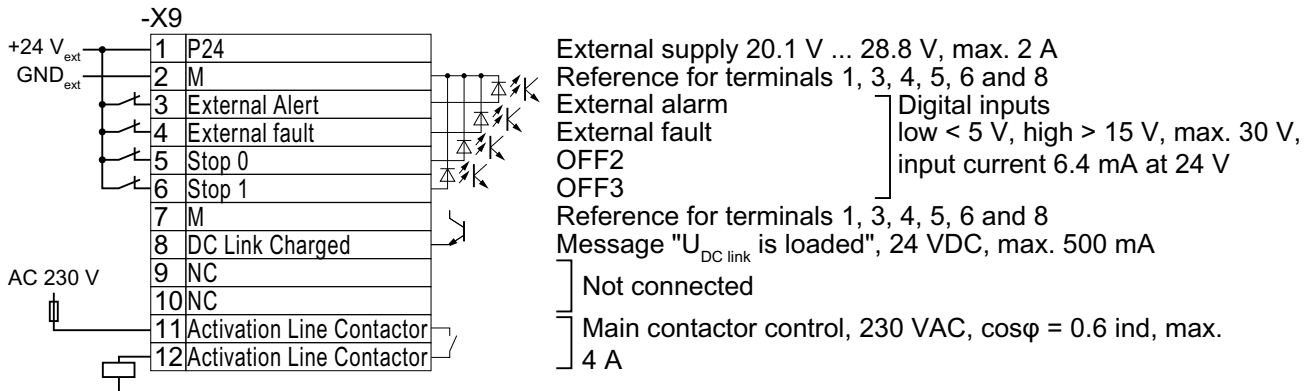 -X9
+24 Vext 1 P24 External supply 20.1 V ... 28.8 V, max. 2 A
GNDext 2 M Reference for terminals 1, 3, 4, 5, 6 and 8
3 External Alert External alarm Digital inputs
4 External fault External fault low < 5 V, high > 15 V, max. 30 V,
5 Stop 0 OFF2 input current 6.4 mA at 24 V
6 Stop 1 OFF3
7 M Reference for terminals 1, 3, 4, 5, 6 and 8
8 DC Link Charged Message "UDC link is loaded", 24 VDC, max. 500 mA
AC 230 V 9 NC Not connected
10 NC
11 Activation Line Contactor Main contactor control, 230 VAC, cosφ = 0.6 ind, max.
12 Activation Line Contactor 4 A